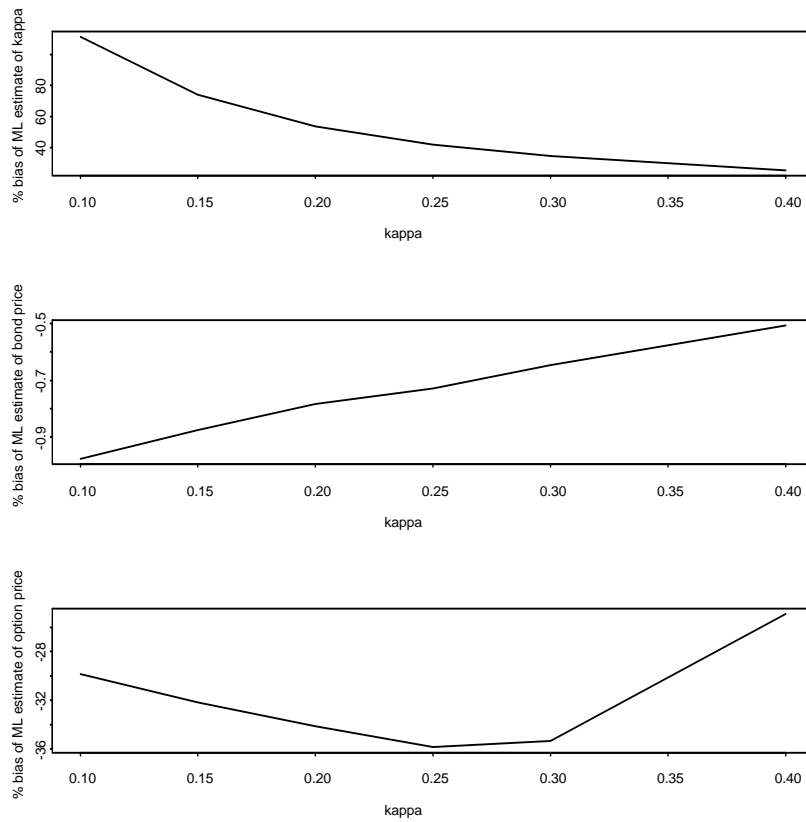 % bias of ML estimate of kappa
80
60
40
0.10 0.15 0.20 0.25 0.30 0.35 0.40
kappa
% bias of ML estimate of bond price
-0.5
-0.7
-0.9
0.10 0.15 0.20 0.25 0.30 0.35 0.40
kappa
% bias of ML estimate of option price
-28
-32
-36
0.10 0.15 0.20 0.25 0.30 0.35 0.40
kappa